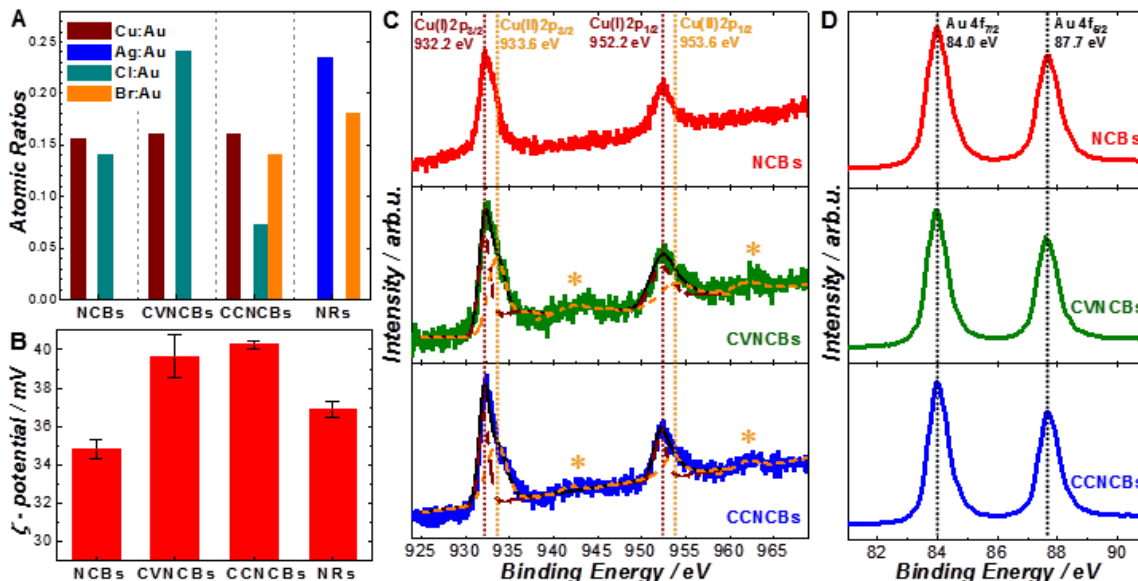 A
Atomic Ratios
0.25
0.20
0.15
0.10
0.05
0.00
Cu:Au
Ag:Au
Cl:Au
Br:Au
NCBs CVNCBs CCNCBs NRs
B
ζ - potential / mV
40
38
36
34
32
30
NCBs CVNCBs CCNCBs NRs
C
Cu(I)2p3/2 Cu(II)2p3/2 Cu(I)2p1/2 Cu(II)2p1/2
932.2 eV 933.6 eV 952.2 eV 953.6 eV
Intensity / arb.u.
NCBs
* *
CVNCBs
* *
CCNCBs
925 930 935 940 945 950 955 960 965
Binding Energy / eV
D
Au 4f7/2 Au 4f5/2
84.0 eV 87.7 eV
Intensity / arb.u.
NCBs
CVNCBs
CCNCBs
82 84 86 88 90
Binding Energy / eV